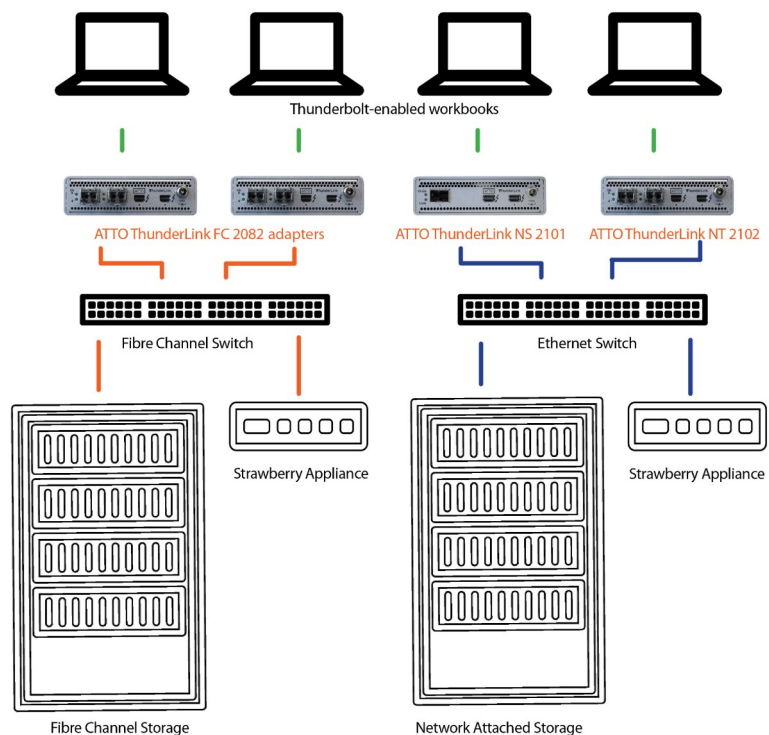 Thunderbolt-enabled workbooks
ATTO ThunderLink FC 2082 adapters
ATTO ThunderLink NS 2101
ATTO ThunderLink NT 2102
Fibre Channel Switch
Ethernet Switch
Strawberry Appliance
Strawberry Appliance
Fibre Channel Storage
Network Attached Storage